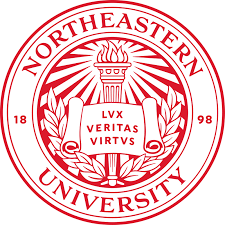 NORTHEASTERN
LVX
VERITAS
VIRTVS
18 98
UNIVERSITY